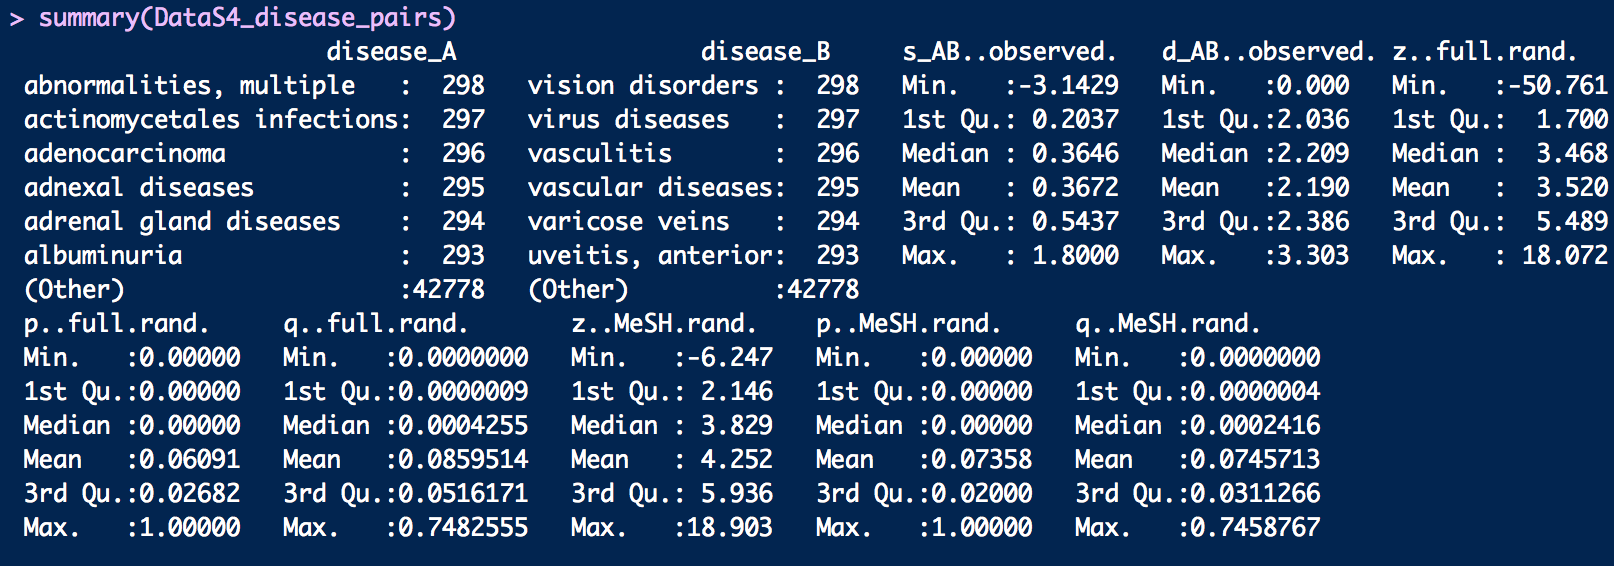 > summary(DataS4_disease_pairs)
disease_A disease_B s_AB..observed. d_AB..observed. z..full.rand.
abnormalities, multiple : 298 vision disorders : 298 Min. :-3.1429 Min. :0.000 Min. :-50.761
actinomycetales infections: 297 virus diseases : 297 1st Qu.: 0.2037 1st Qu.:2.036 1st Qu.: 1.700
adenocarcinoma : 296 vasculitis : 296 Median : 0.3646 Median :2.209 Median : 3.468
adnexal diseases : 295 vascular diseases: 295 Mean : 0.3672 Mean :2.190 Mean : 3.520
adrenal gland diseases : 294 varicose veins : 294 3rd Qu.: 0.5437 3rd Qu.:2.386 3rd Qu.: 5.489
albuminuria : 293 uveitis, anterior: 293 Max. : 1.8000 Max. :3.303 Max. : 18.072
(Other) :42778 (Other) :42778
p..full.rand. q..full.rand. z..MeSH.rand. p..MeSH.rand. q..MeSH.rand.
Min. :0.00000 Min. :0.0000000 Min. :-6.247 Min. :0.00000 Min. :0.0000000
1st Qu.:0.00000 1st Qu.:0.0000009 1st Qu.: 2.146 1st Qu.:0.00000 1st Qu.:0.0000004
Median :0.00000 Median :0.0004255 Median : 3.829 Median :0.00000 Median :0.0002416
Mean :0.06091 Mean :0.0859514 Mean : 4.252 Mean :0.07358 Mean :0.0745713
3rd Qu.:0.02682 3rd Qu.:0.0516171 3rd Qu.: 5.936 3rd Qu.:0.02000 3rd Qu.:0.0311266
Max. :1.00000 Max. :0.7482555 Max. :18.903 Max. :1.00000 Max. :0.7458767